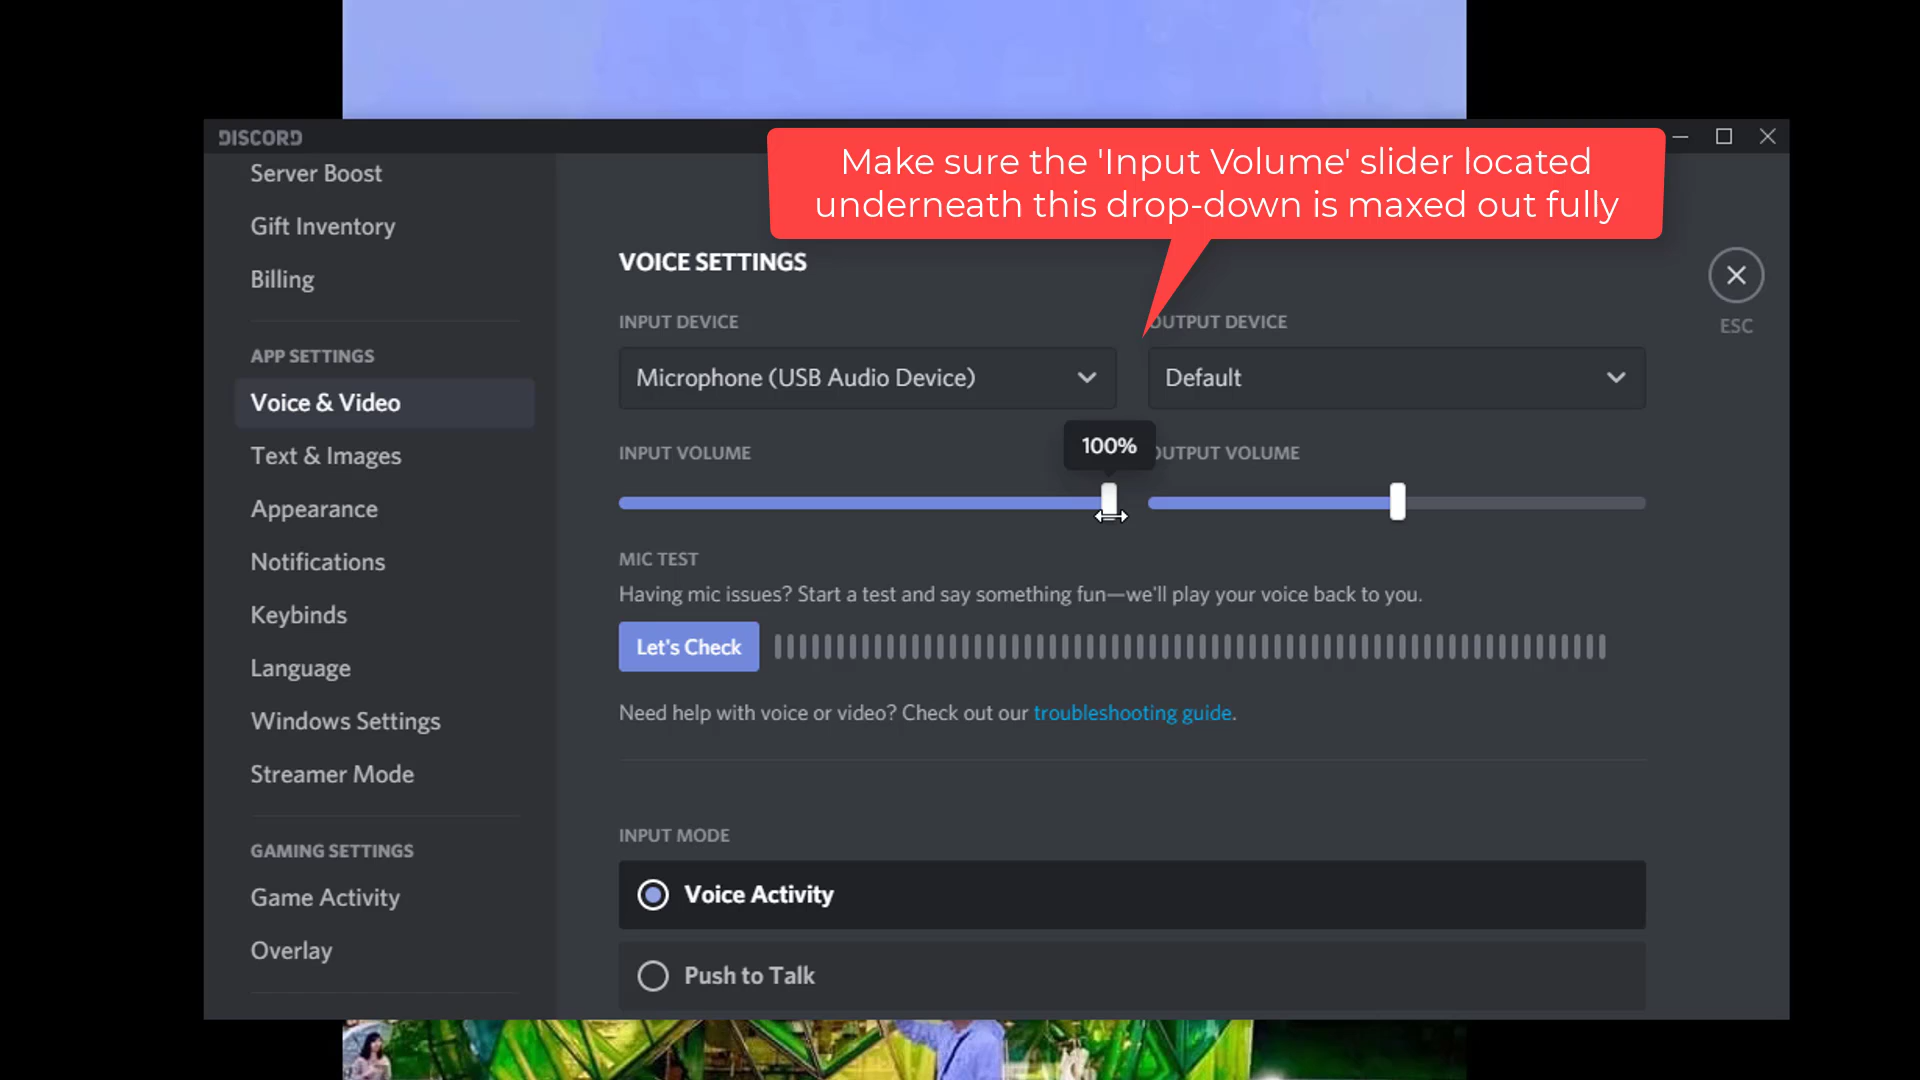 DISCORD
Make sure the 'Input Volume' slider located
underneath this drop-down is maxed out fully
Server Boost
Gift Inventory
Billing
APP SETTINGS
Voice & Video
Text & Images
Appearance
Notifications
Keybinds
Language
Windows Settings
Streamer Mode
GAMING SETTINGS
Game Activity
Overlay
VOICE SETTINGS
INPUT DEVICE
OUTPUT DEVICE
Microphone (USB Audio Device)
Default
INPUT VOLUME
100%
OUTPUT VOLUME
MIC TEST
Having mic issues? Start a test and say something fun—we'll play your voice back to you.
Let's Check
Need help with voice or video? Check out our troubleshooting guide.
INPUT MODE
Voice Activity
Push to Talk
ESC